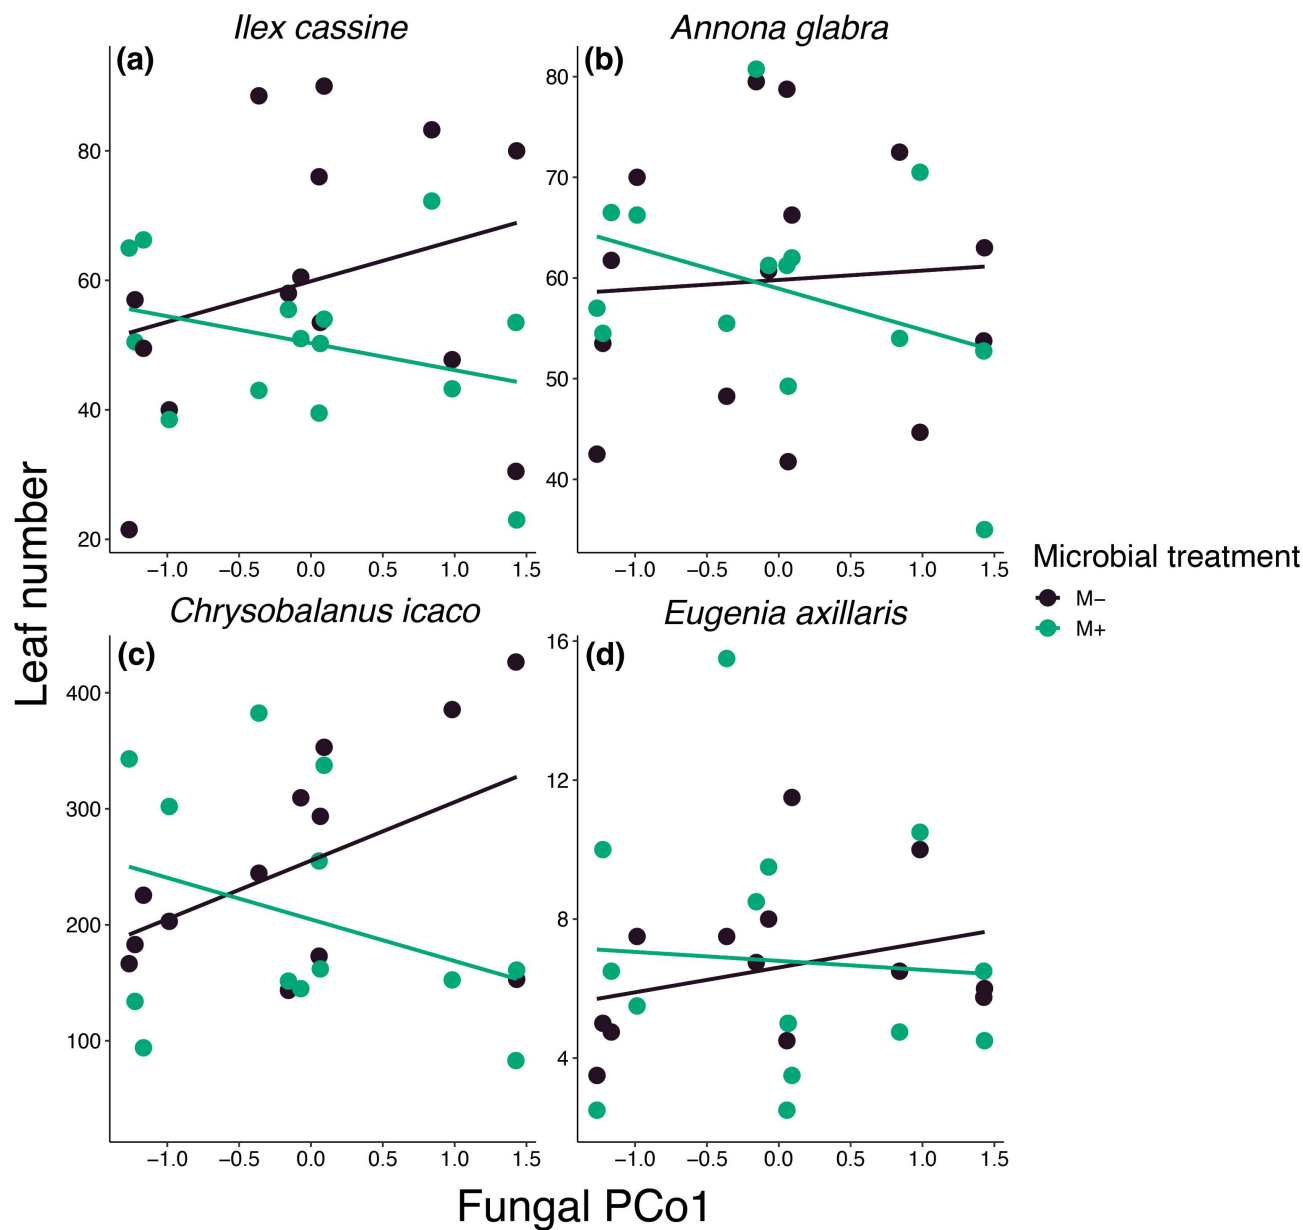 Ilex cassine
Annona glabra
(a)
(b)
80
60
40
20
80
70
60
50
40
−1.0 −0.5 0.0 0.5 1.0 1.5
−1.0 −0.5 0.0 0.5 1.0 1.5
Leaf number
Microbial treatment
M−
M+
Chrysobalanus icaco
Eugenia axillaris
(c)
(d)
400
300
200
100
16
12
8
4
−1.0 −0.5 0.0 0.5 1.0 1.5
−1.0 −0.5 0.0 0.5 1.0 1.5
Fungal PCo1